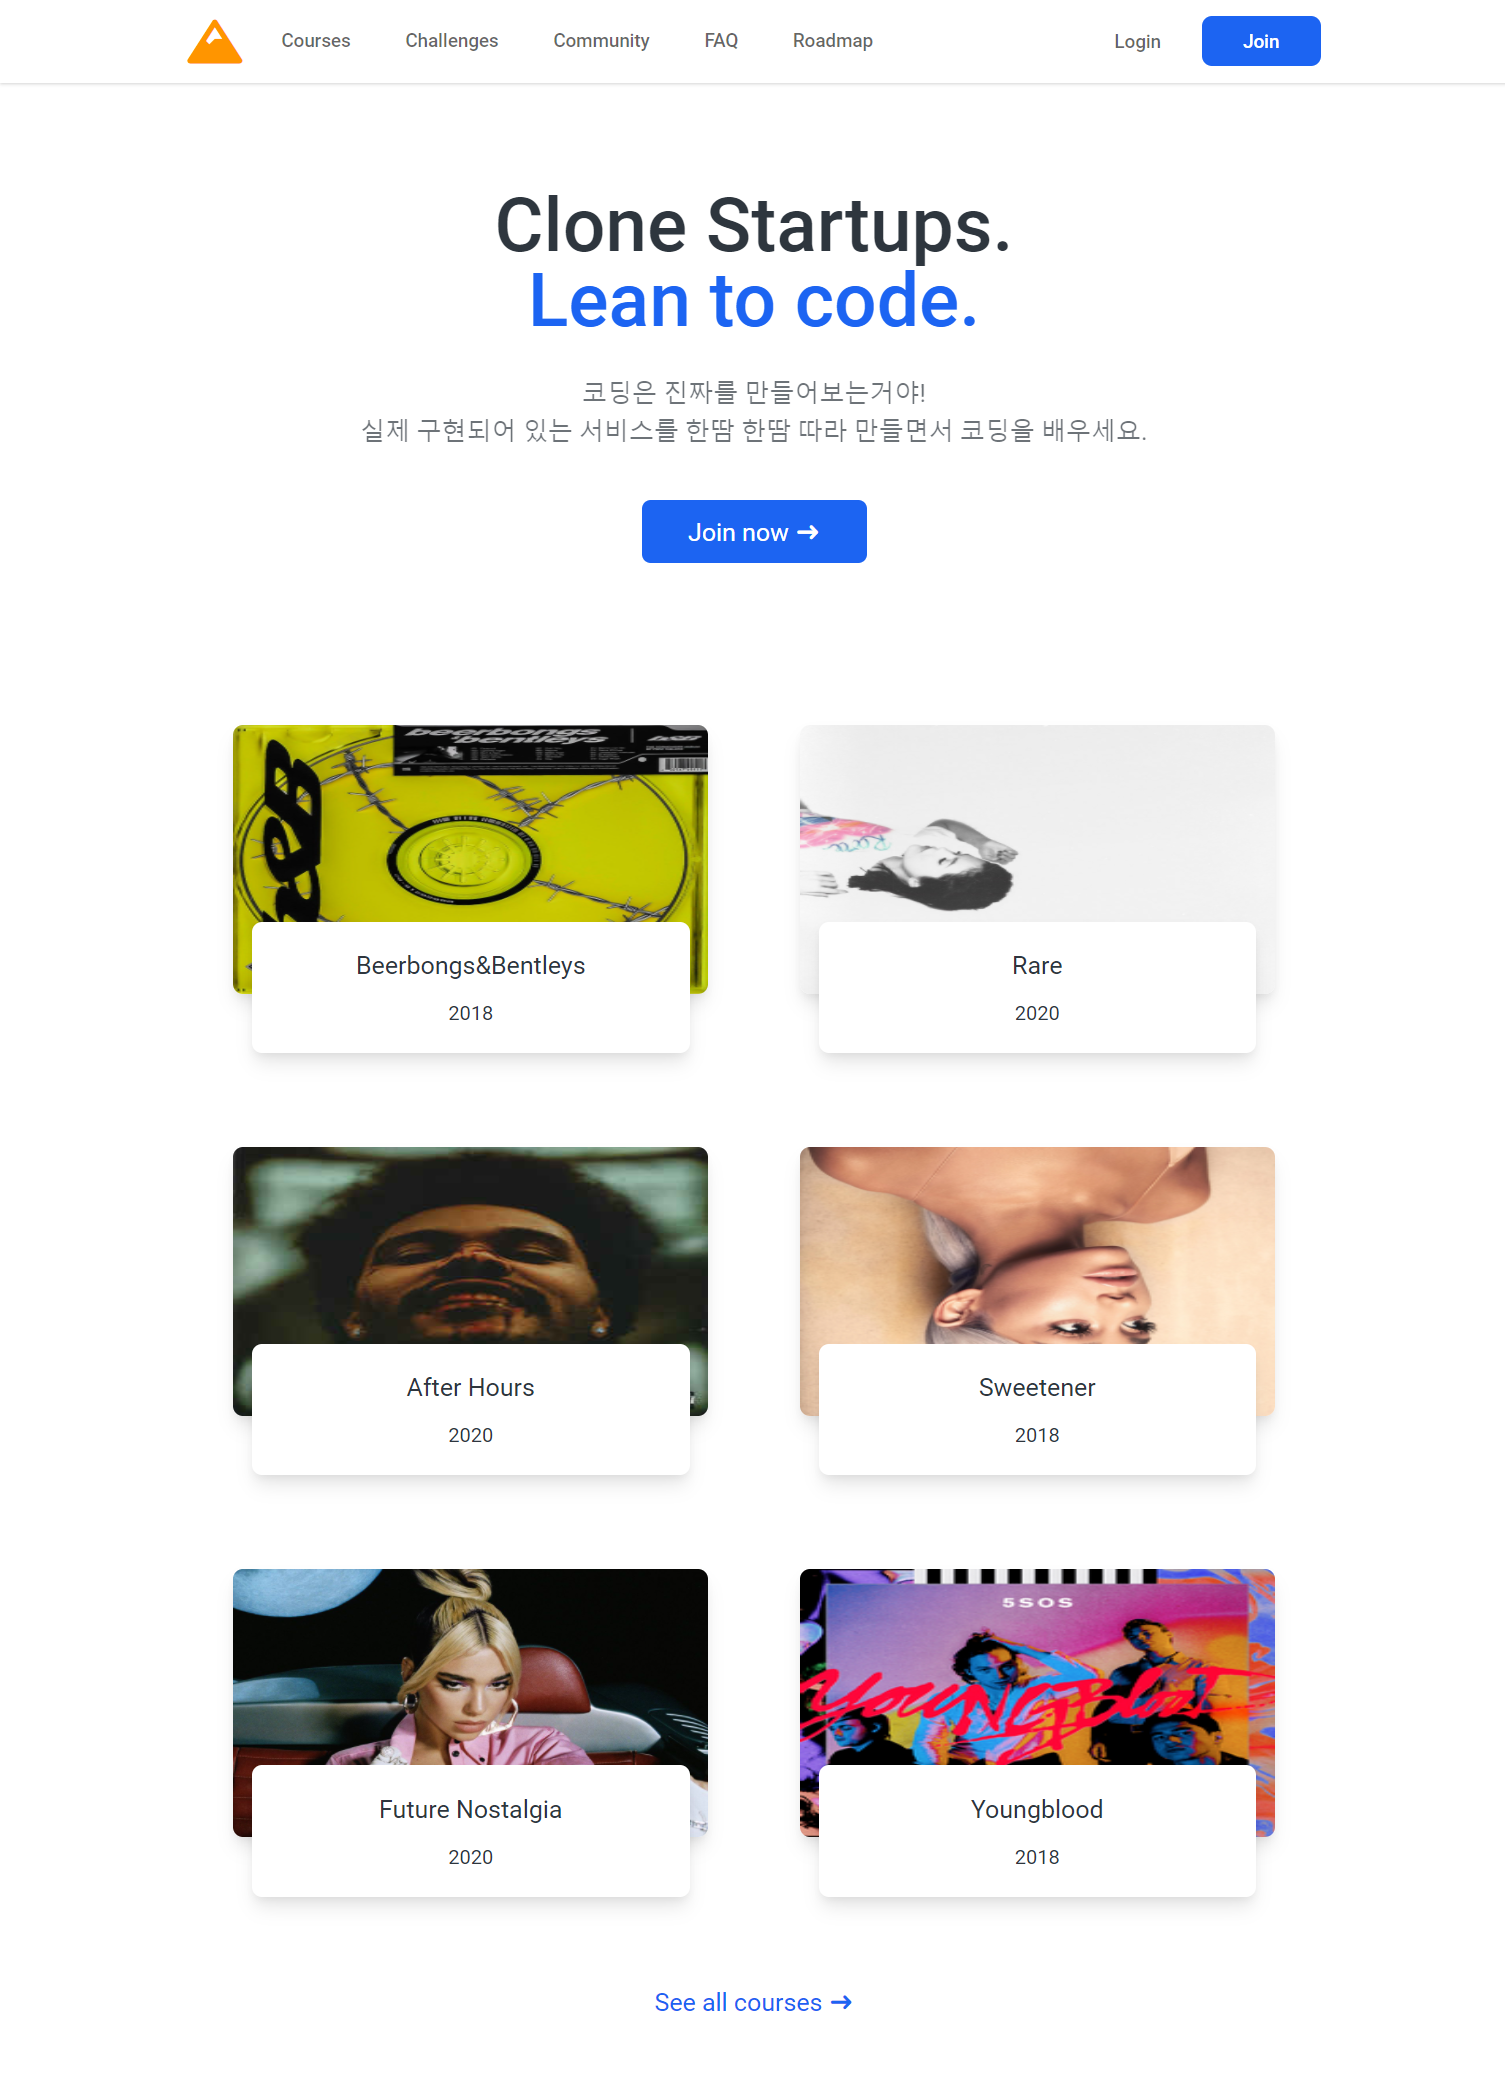 Courses Challenges Community FAQ Roadmap Login Join
Clone Startups.
Lean to code.
코딩은 진짜를 만들어보는거야!
실제 구현되어 있는 서비스를 한땀 한땀 따라 만들면서 코딩을 배우세요.
Join now →
beerbongs
bentleys
Rare
Beerbongs&Bentleys
2018
Rare
2020
After Hours
2020
Sweetener
2018
5SOS
YOUNGBlooD
Future Nostalgia
2020
Youngblood
2018
See all courses →